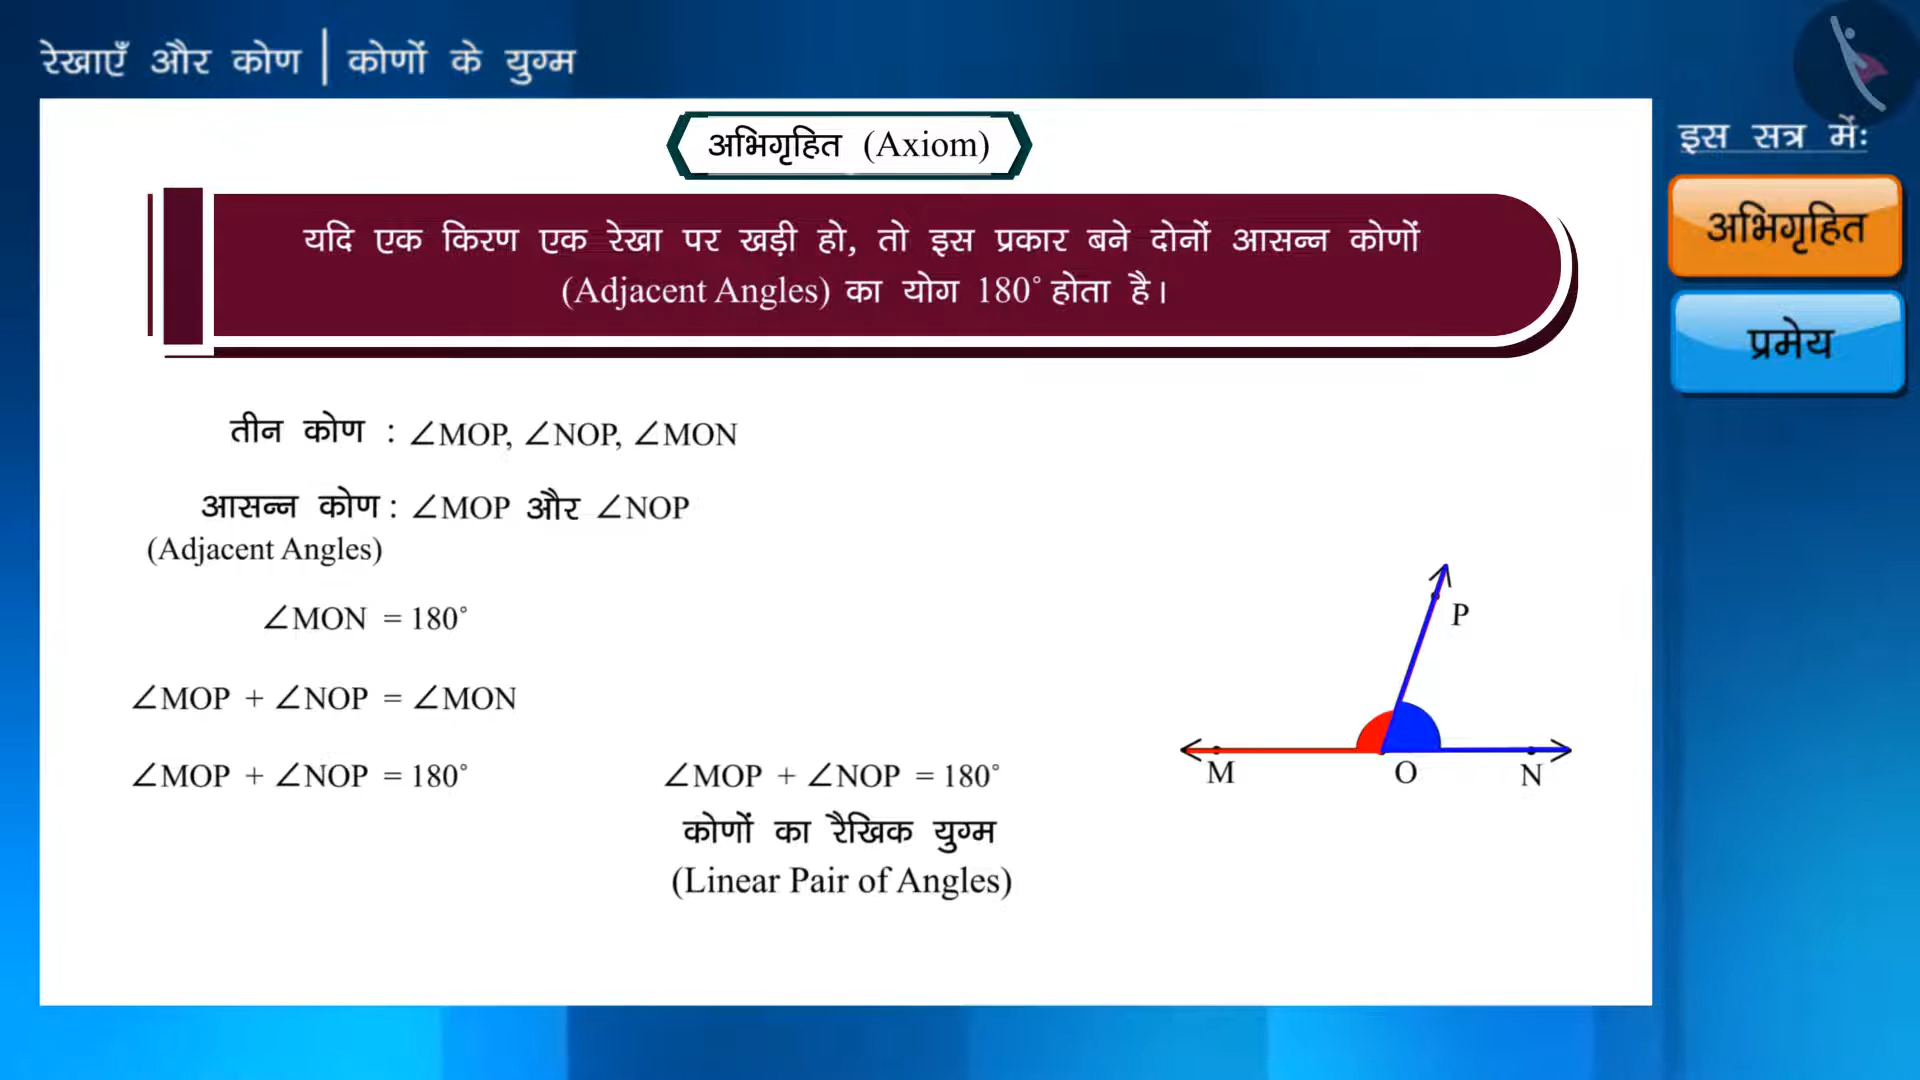 रेखाएँ और कोण | कोणों के युग्म
इस सत्र में:
अभिगृहित
प्रमेय
अभिगृहित (Axiom)
यदि एक किरण एक रेखा पर खड़ी हो, तो इस प्रकार बने दोनों आसन्न कोणों
(Adjacent Angles) का योग 180° होता है।
तीन कोण : ∠MOP, ∠NOP, ∠MON
आसन्न कोण : ∠MOP और ∠NOP
(Adjacent Angles)
∠MON = 180°
∠MOP + ∠NOP = ∠MON
∠MOP + ∠NOP = 180°
∠MOP + ∠NOP = 180°
कोणों का रैखिक युग्म
(Linear Pair of Angles)
P
M O N